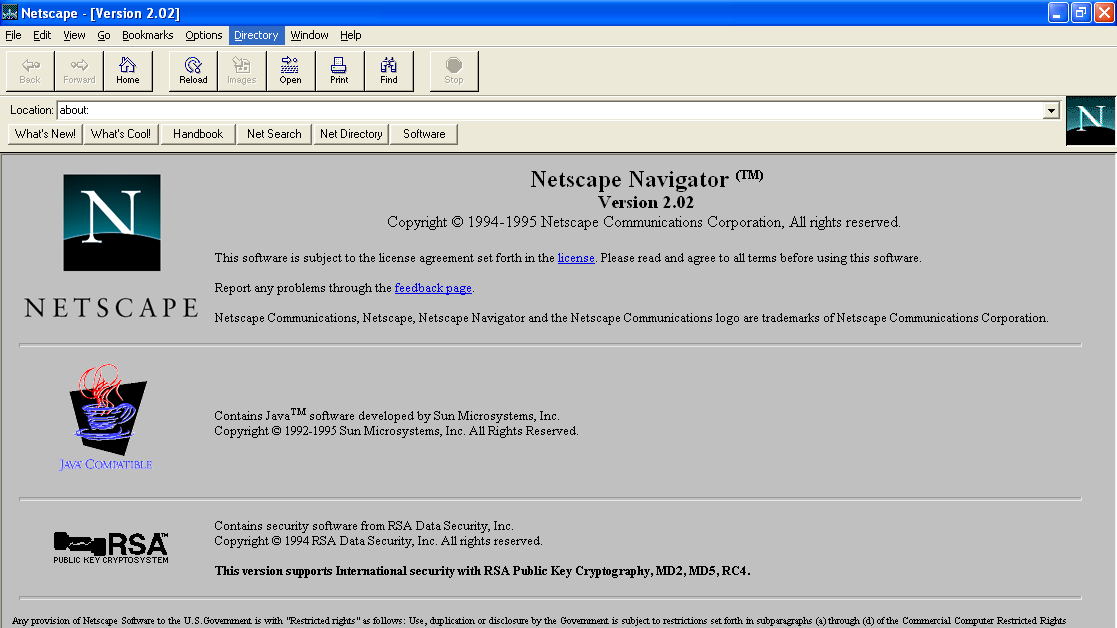 Netscape - [Version 2.02]
File Edit View Go Bookmarks Options Directory Window Help
Back Forward Home Reload Images Open Print Find Stop
Location: about:
N
What's New! What's Cool! Handbook Net Search Net Directory Software
N
NETSCAPE
Netscape Navigator (TM)
Version 2.02
Copyright © 1994-1995 Netscape Communications Corporation, All rights reserved.
This software is subject to the license agreement set forth in the license. Please read and agree to all terms before using this software.
Report any problems through the feedback page.
Netscape Communications, Netscape, Netscape Navigator and the Netscape Communications logo are trademarks of Netscape Communications Corporation.
JAVA COMPATIBLE
Contains Java™ software developed by Sun Microsystems, Inc.
Copyright © 1992-1995 Sun Microsystems, Inc. All Rights Reserved.
RSA™
PUBLIC KEY CRYPTOSYSTEM
Contains security software from RSA Data Security, Inc.
Copyright © 1994 RSA Data Security, Inc. All rights reserved.
This version supports International security with RSA Public Key Cryptography, MD2, MD5, RC4.
Any provision of Netscape Software to the U.S.Government is with "Restricted rights" as follows: Use, duplication or disclosure by the Government is subject to restrictions set forth in subparagraphs (a) through (d) of the Commercial Computer Restricted Rights